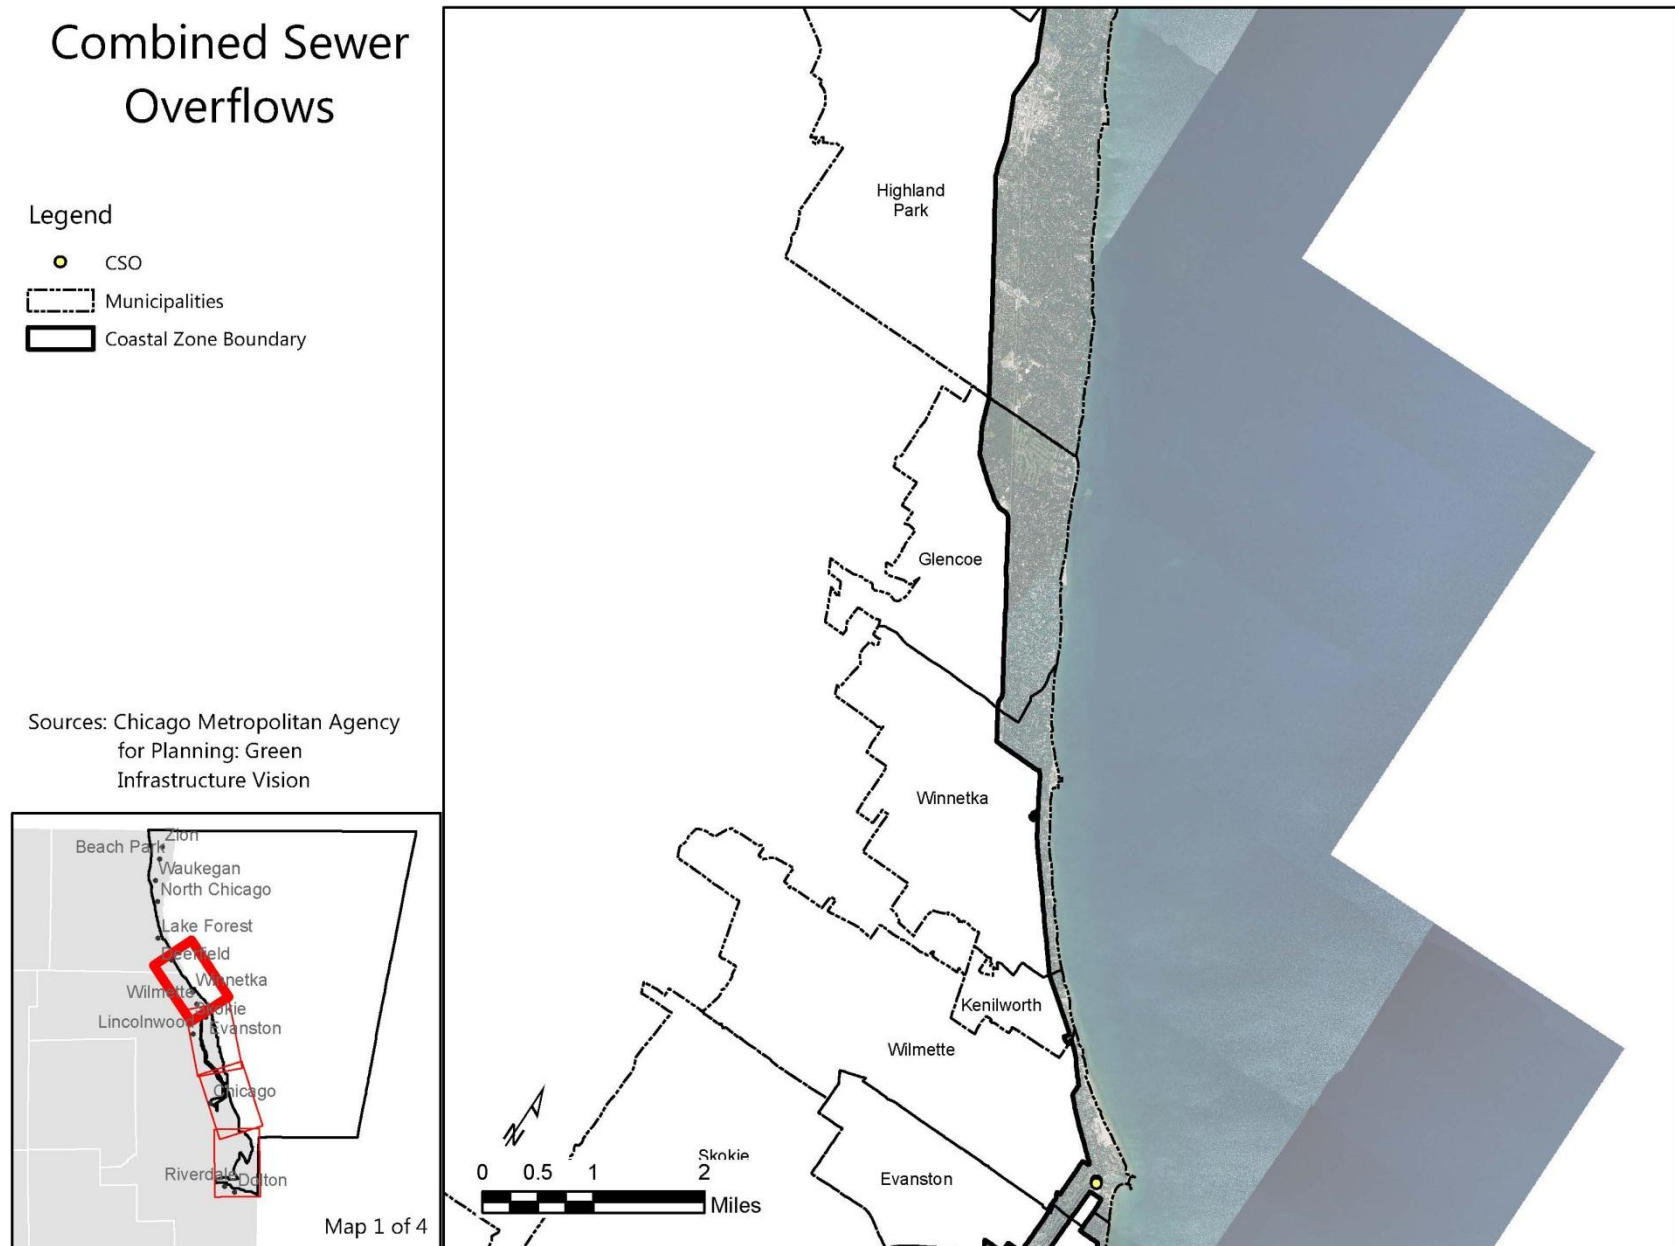 Combined Sewer
Overflows
Legend
CSO
Municipalities
Coastal Zone Boundary
Sources: Chicago Metropolitan Agency
for Planning: Green
Infrastructure Vision
Zion
Beach Park
Waukegan
North Chicago
Lake Forest
Deerfield
Winnetka
Wilmette
Skokie
Lincolnwood
Evanston
Chicago
Riverdale
Dolton
Map 1 of 4
Highland
Park
Glencoe
Winnetka
Kenilworth
Wilmette
Skokie
Evanston
N
0 0.5 1 2
Miles